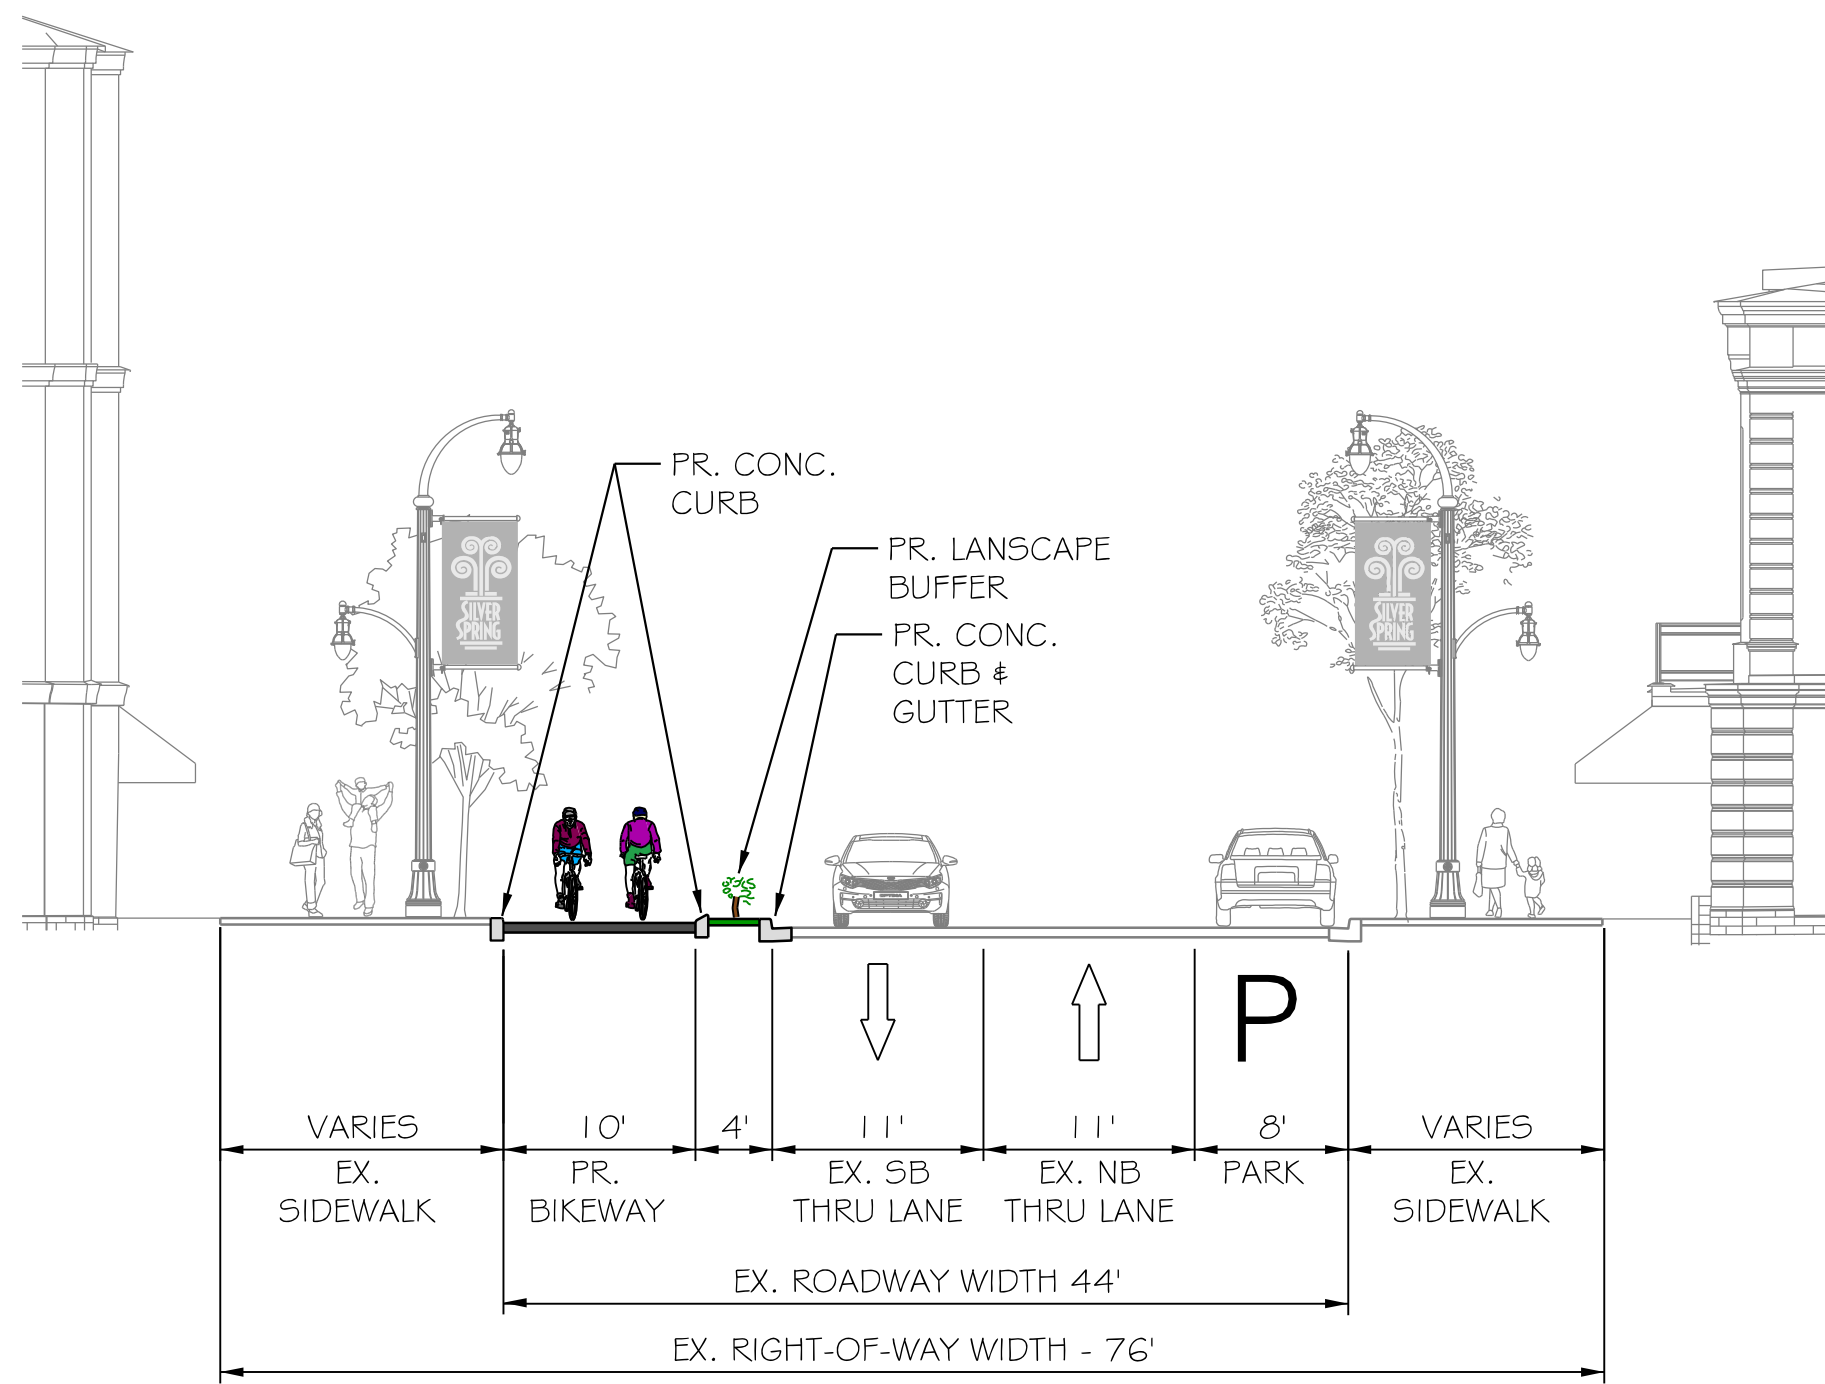 PR. CONC.
CURB
PR. LANSCAPE
BUFFER
PR. CONC.
CURB &
GUTTER
SILVER
SPRING
SILVER
SPRING
P
VARIES
10'
4'
11'
11'
8'
VARIES
EX.
SIDEWALK
PR.
BIKEWAY
EX. SB
THRU LANE
EX. NB
THRU LANE
PARK
EX.
SIDEWALK
EX. ROADWAY WIDTH 44'
EX. RIGHT-OF-WAY WIDTH - 76'